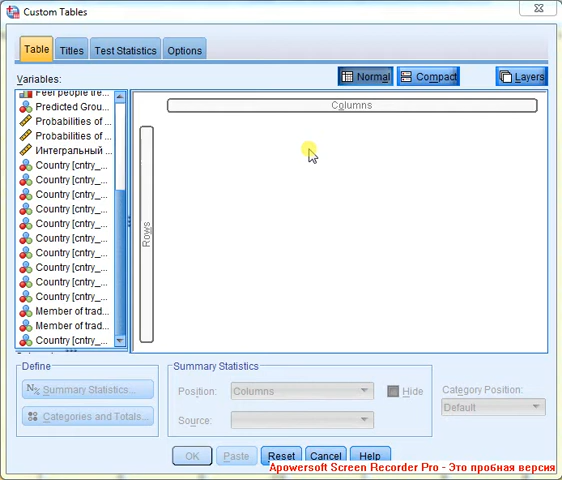 Custom Tables
Table Titles Test Statistics Options
Variables:
Normal Compact Layers
Feel people tre...
Predicted Grou...
Probabilities of ...
Probabilities of ...
Интегральный ...
Country [cntry_...
Country [cntry_...
Country [cntry_...
Country [cntry_...
Country [cntry_...
Country [cntry_...
Country [cntry_...
Country [cntry_...
Country [cntry_...
Country [cntry_...
Member of trad...
Member of trad...
Country [cntry_...
Columns
Rows
Define
N% Summary Statistics...
Categories and Totals...
Summary Statistics
Position: Columns Hide
Source:
Category Position:
Default
OK Paste Reset Cancel Help
Apowersoft Screen Recorder Pro - Это пробная версия